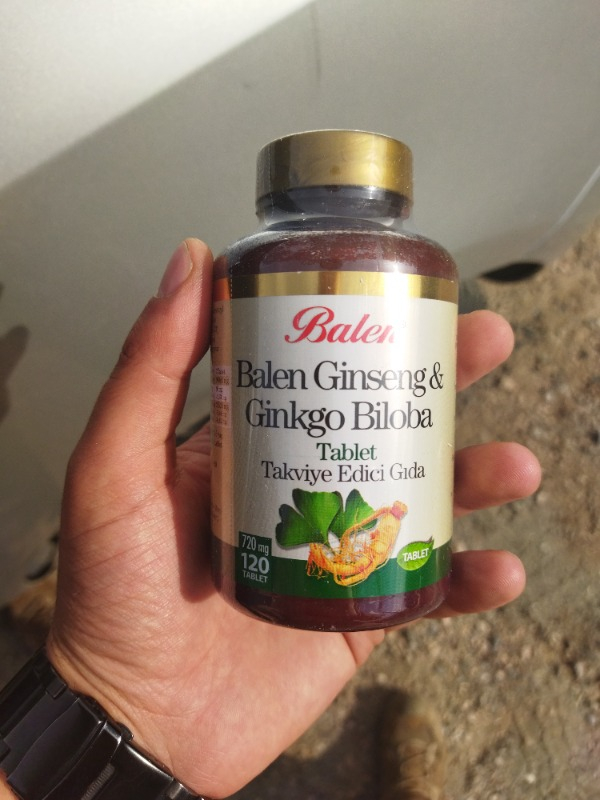 Balen
Balen Ginseng &
Ginkgo Biloba
Tablet
Takviye Edici Gıda
720 mg
120
TABLET
TABLET